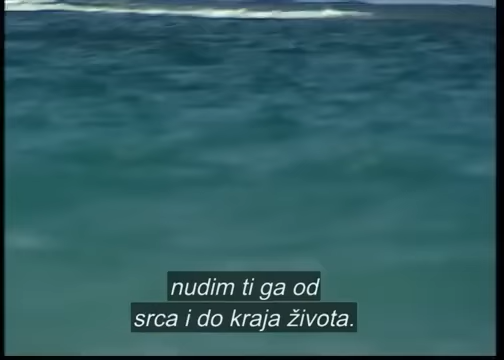 nudim ti ga od
srca i do kraja života.